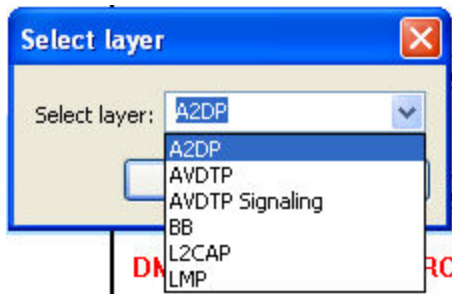 Select layer
Select layer: A2DP
A2DP
AVDTP
AVDTP Signaling
BB
L2CAP
LMP